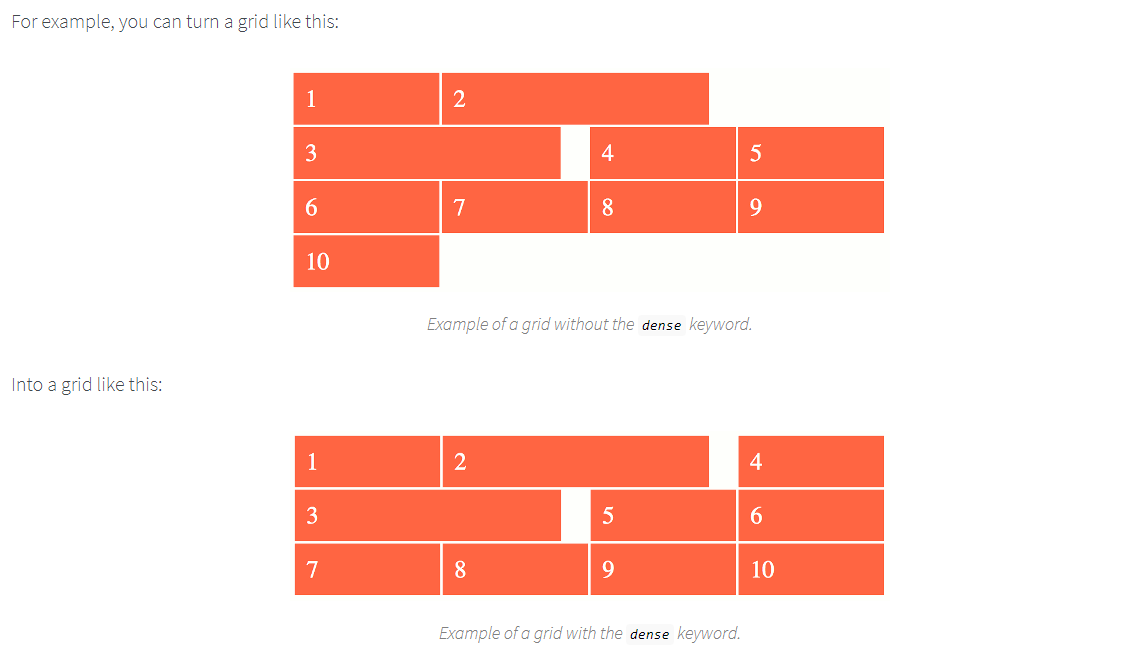 For example, you can turn a grid like this:
1 2
3 4 5
6 7 8 9
10
Example of a grid without the dense keyword.
Into a grid like this:
1 2 4
3 5 6
7 8 9 10
Example of a grid with the dense keyword.